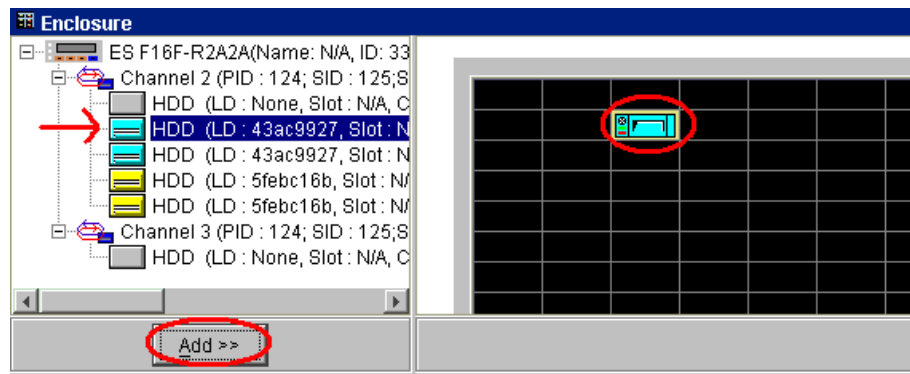 Enclosure
ES F16F-R2A2A(Name: N/A, ID: 33
Channel 2 (PID : 124; SID : 125;S
HDD (LD : None, Slot : N/A, C
HDD (LD : 43ac9927, Slot : N
HDD (LD : 43ac9927, Slot : N
HDD (LD : 5febc16b, Slot : N/
HDD (LD : 5febc16b, Slot : N/
Channel 3 (PID : 124; SID : 125;S
HDD (LD : None, Slot : N/A, C
Add >>